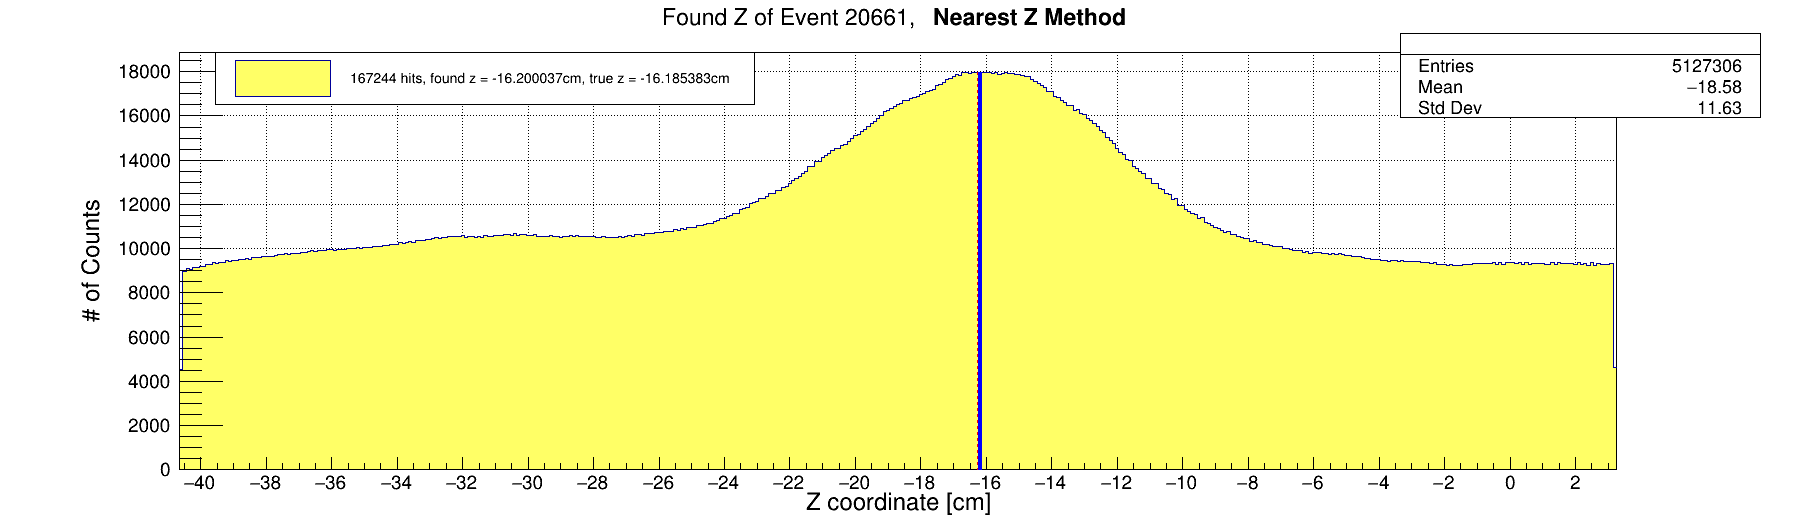 Found Z of Event 20661, Nearest Z Method
167244 hits, found z = -16.200037cm, true z = -16.185383cm
Entries 5127306
Mean −18.58
Std Dev 11.63
# of Counts
18000
16000
14000
12000
10000
8000
6000
4000
2000
0
−40 −38 −36 −34 −32 −30 −28 −26 −24 −22 −20 −18 −16 −14 −12 −10 −8 −6 −4 −2 0 2
Z coordinate [cm]